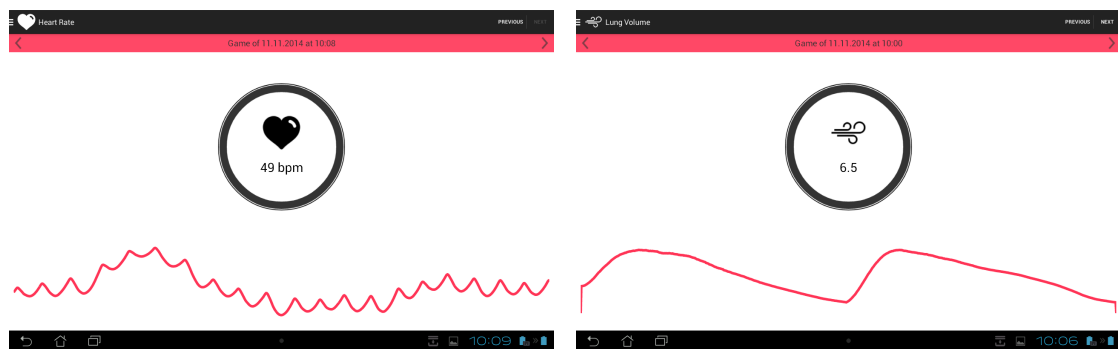 Heart Rate PREVIOUS NEXT
Game of 11.11.2014 at 10:08
49 bpm
10:09
Lung Volume PREVIOUS NEXT
Game of 11.11.2014 at 10:00
6.5
10:06